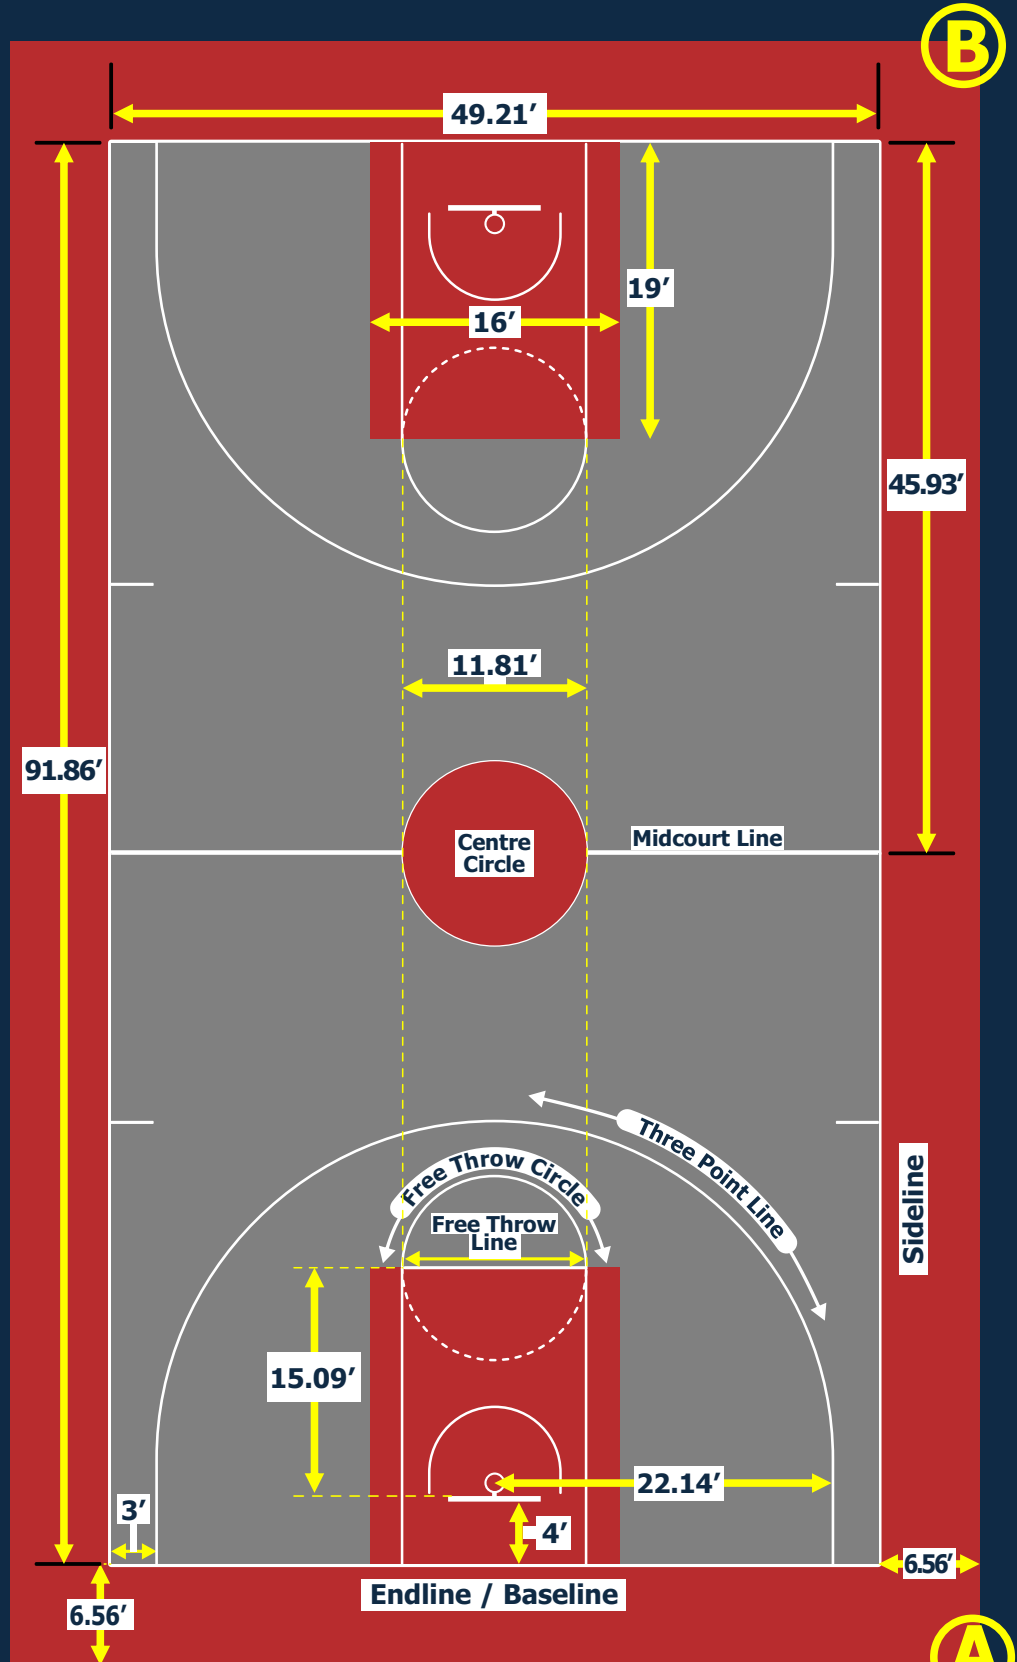 B
49.21′
19′
16′
45.93′
11.81′
91.86′
Midcourt Line
Centre
Circle
Three Point Line
Free Throw Circle
Sideline
Free Throw
Line
15.09′
22.14′
3′
4′
6.56′
Endline / Baseline
6.56′
A